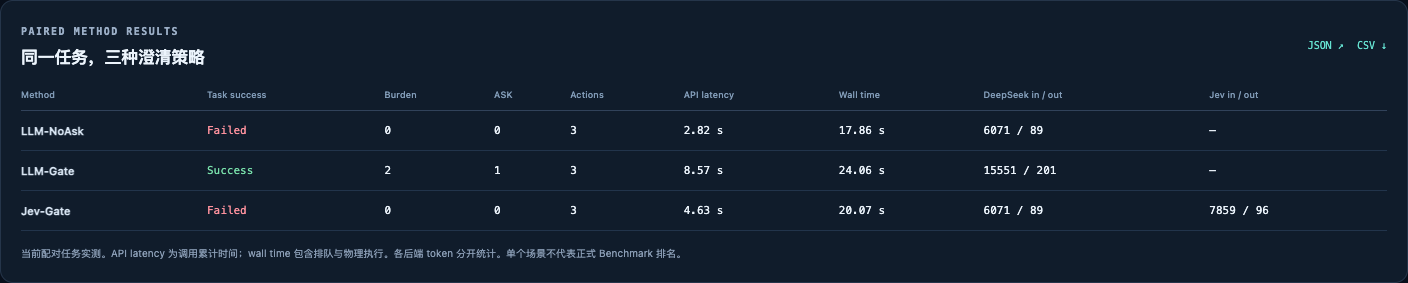 PAIRED METHOD RESULTS
同一任务，三种澄清策略
JSON ↗ CSV ↓
Method Task success Burden ASK Actions API latency Wall time DeepSeek in / out Jev in / out
LLM-NoAsk Failed 0 0 3 2.82 s 17.86 s 6071 / 89 —
LLM-Gate Success 2 1 3 8.57 s 24.06 s 15551 / 201 —
Jev-Gate Failed 0 0 3 4.63 s 20.07 s 6071 / 89 7859 / 96
当前配对任务实测。API latency 为调用累计时间；wall time 包含排队与物理执行。各后端 token 分开统计。单个场景不代表正式 Benchmark 排名。